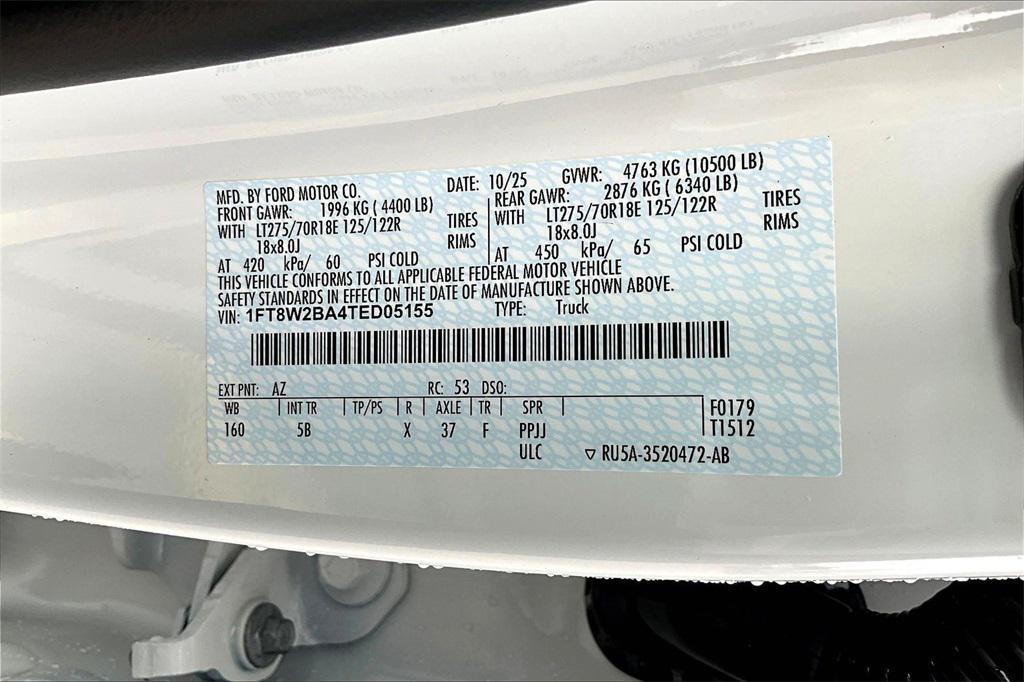 MFD. BY FORD MOTOR CO. DATE: 10/25 GVWR: 4763 KG (10500 LB)
FRONT GAWR: 1996 KG ( 4400 LB) REAR GAWR: 2876 KG ( 6340 LB)
WITH LT275/70R18E 125/122R TIRES WITH LT275/70R18E 125/122R TIRES
18x8.0J RIMS 18x8.0J RIMS
AT 420 kPa/ 60 PSI COLD AT 450 kPa/ 65 PSI COLD
THIS VEHICLE CONFORMS TO ALL APPLICABLE FEDERAL MOTOR VEHICLE
SAFETY STANDARDS IN EFFECT ON THE DATE OF MANUFACTURE SHOWN ABOVE.
VIN: 1FT8W2BA4TED05155 TYPE: Truck
EXT PNT: AZ RC: 53 DSO:
WB INT TR TP/PS R AXLE TR SPR F0179
160 5B X 37 F PPJJ T1512
ULC ▽ RU5A-3520472-AB